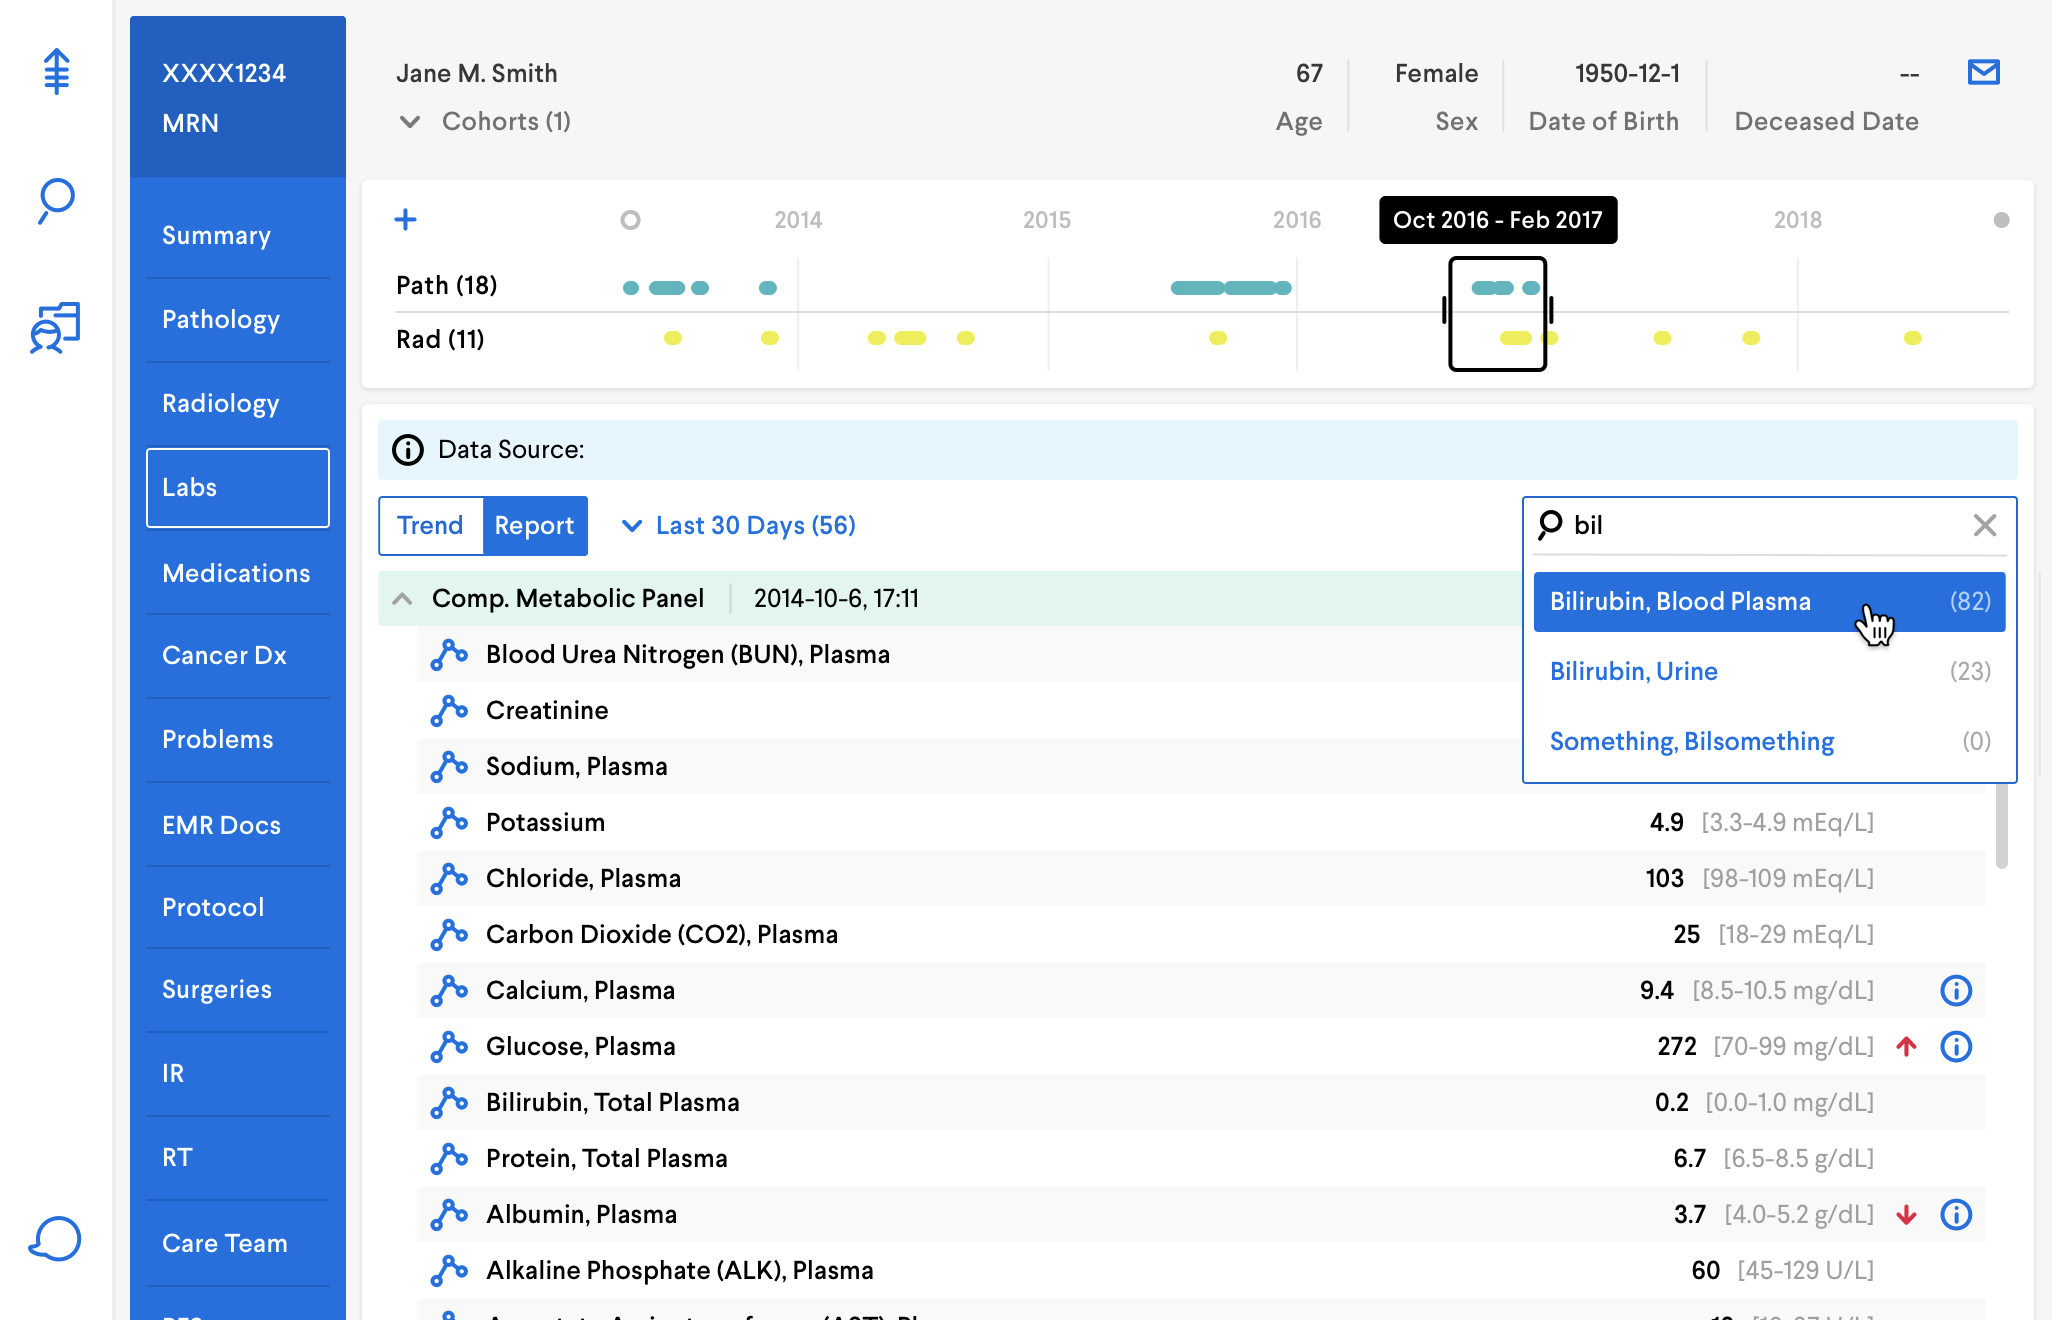 XXXX1234
MRN
Summary
Pathology
Radiology
Labs
Medications
Cancer Dx
Problems
EMR Docs
Protocol
Surgeries
IR
RT
Care Team
Jane M. Smith
Cohorts (1)
67
Age
Female
Sex
1950-12-1
Date of Birth
--
Deceased Date
2014
2015
2016
Oct 2016 - Feb 2017
2018
Path (18)
Rad (11)
Data Source:
Trend
Report
Last 30 Days (56)
bil
Bilirubin, Blood Plasma (82)
Bilirubin, Urine (23)
Something, Bilsomething (0)
Comp. Metabolic Panel 2014-10-6, 17:11
Blood Urea Nitrogen (BUN), Plasma
Creatinine
Sodium, Plasma
Potassium 4.9 [3.3-4.9 mEq/L]
Chloride, Plasma 103 [98-109 mEq/L]
Carbon Dioxide (CO2), Plasma 25 [18-29 mEq/L]
Calcium, Plasma 9.4 [8.5-10.5 mg/dL]
Glucose, Plasma 272 [70-99 mg/dL]
Bilirubin, Total Plasma 0.2 [0.0-1.0 mg/dL]
Protein, Total Plasma 6.7 [6.5-8.5 g/dL]
Albumin, Plasma 3.7 [4.0-5.2 g/dL]
Alkaline Phosphate (ALK), Plasma 60 [45-129 U/L]